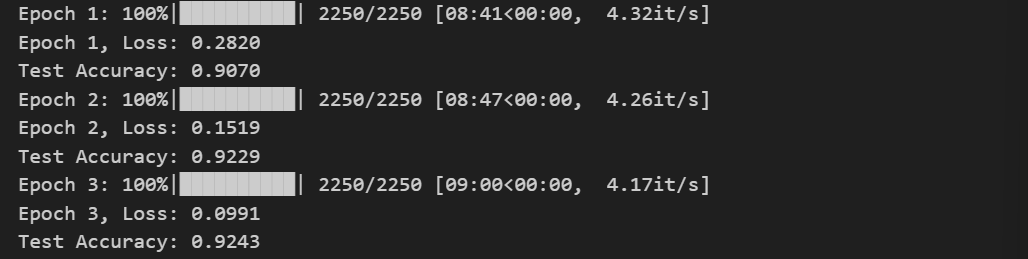 Epoch 1: 100%|██████████| 2250/2250 [08:41<00:00,  4.32it/s]
Epoch 1, Loss: 0.2820
Test Accuracy: 0.9070
Epoch 2: 100%|██████████| 2250/2250 [08:47<00:00,  4.26it/s]
Epoch 2, Loss: 0.1519
Test Accuracy: 0.9229
Epoch 3: 100%|██████████| 2250/2250 [09:00<00:00,  4.17it/s]
Epoch 3, Loss: 0.0991
Test Accuracy: 0.9243